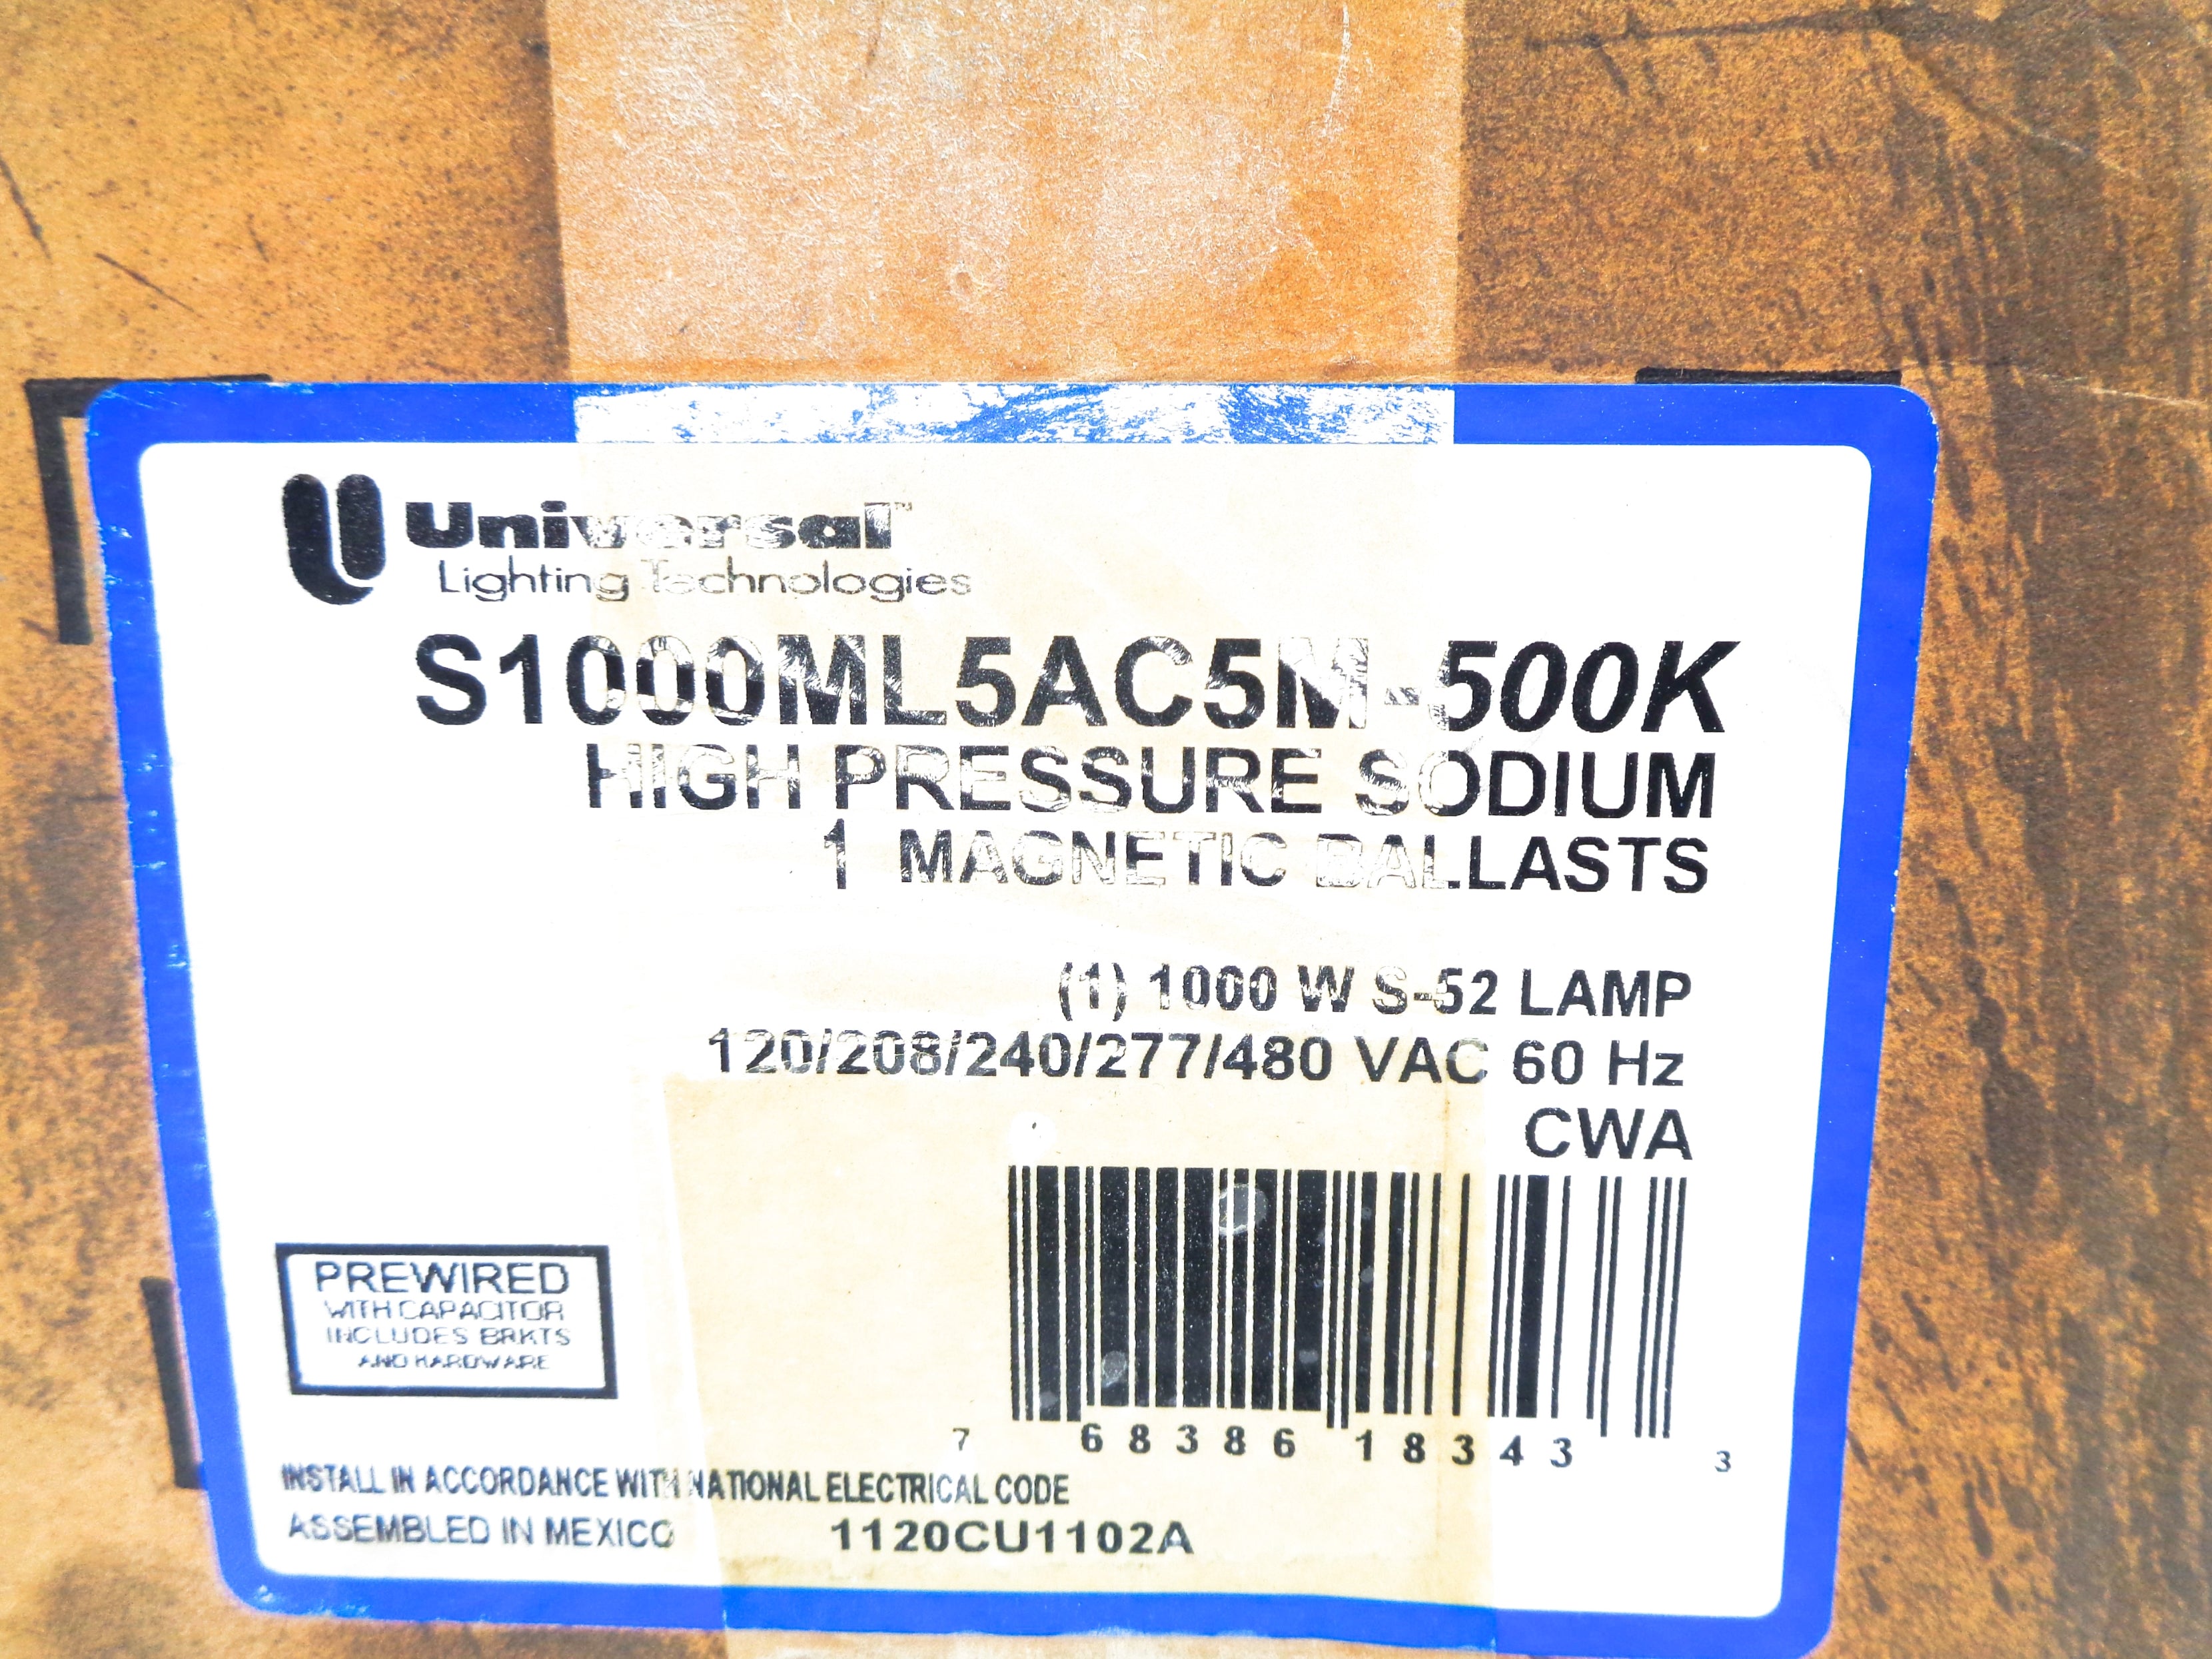 Universal™
Lighting Technologies
S1000ML5AC5M-500K
HIGH PRESSURE SODIUM
1 MAGNETIC BALLASTS
(1) 1000 W S-52 LAMP
120/208/240/277/480 VAC 60 Hz
CWA
PREWIRED
WITH CAPACITOR
INCLUDES BRKTS
AND HARDWARE
7 68386 18343 3
INSTALL IN ACCORDANCE WITH NATIONAL ELECTRICAL CODE
ASSEMBLED IN MEXICO 1120CU1102A